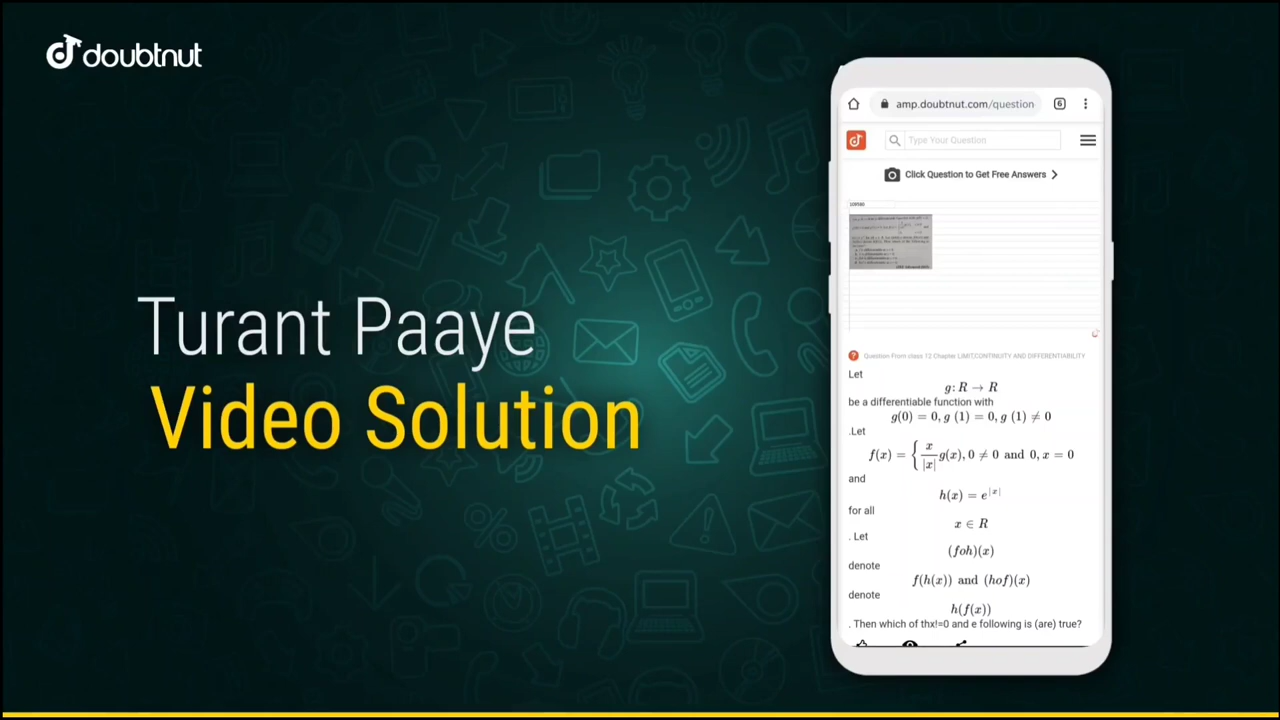 doubtnut
Turant Paaye
Video Solution
amp.doubtnut.com/question
6
Type Your Question
Click Question to Get Free Answers
109580
Question From class 12 Chapter LIMIT,CONTINUITY AND DIFFERENTIABILITY
Let
g: R → R
be a differentiable function with
g(0) = 0, g (1) = 0, g (1) ≠ 0
.Let
f(x) = { x/|x| g(x), 0 ≠ 0 and 0, x = 0
and
h(x) = e^|x|
for all
x ∈ R
. Let
(foh)(x)
denote
f(h(x)) and (hof)(x)
denote
h(f(x))
. Then which of thx!=0 and e following is (are) true?